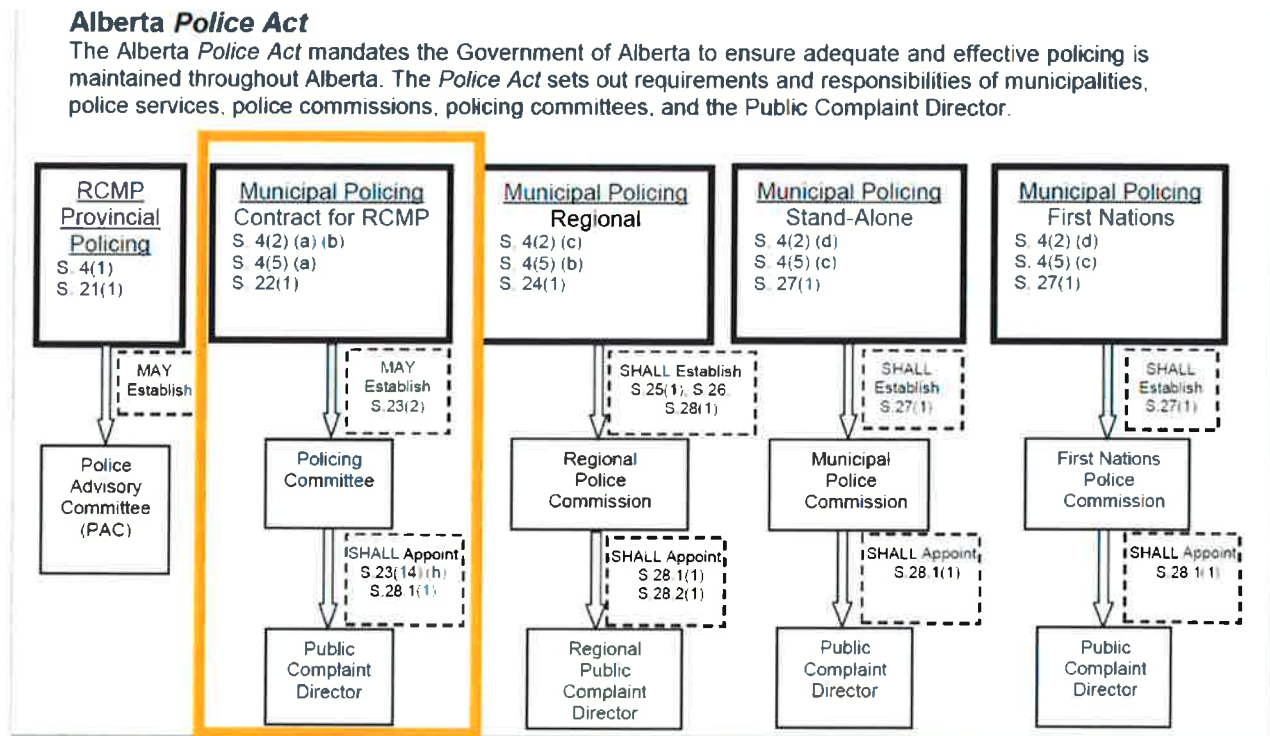 Alberta Police Act
The Alberta Police Act mandates the Government of Alberta to ensure adequate and effective policing is
maintained throughout Alberta. The Police Act sets out requirements and responsibilities of municipalities,
police services, police commissions, policing committees, and the Public Complaint Director.
RCMP
Provincial
Policing
S. 4(1)
S. 21(1)
MAY
Establish
Police
Advisory
Committee
(PAC)
Municipal Policing
Contract for RCMP
S. 4(2) (a) (b)
S. 4(5) (a)
S. 22(1)
MAY
Establish
S.23(2)
Policing
Committee
SHALL Appoint
S.23(14) (h)
S.28.1(1)
Public
Complaint
Director
Municipal Policing
Regional
S. 4(2) (c)
S. 4(5) (b)
S. 24(1)
SHALL Establish
S.25(1), S.26,
S.28(1)
Regional
Police
Commission
SHALL Appoint
S.28.1(1)
S.28.2(1)
Regional
Public
Complaint
Director
Municipal Policing
Stand-Alone
S. 4(2) (d)
S. 4(5) (c)
S. 27(1)
SHALL
Establish
S.27(1)
Municipal
Police
Commission
SHALL Appoint
S.28.1(1)
Public
Complaint
Director
Municipal Policing
First Nations
S. 4(2) (d)
S. 4(5) (c)
S. 27(1)
SHALL
Establish
S.27(1)
First Nations
Police
Commission
SHALL Appoint
S.28.1(1)
Public
Complaint
Director